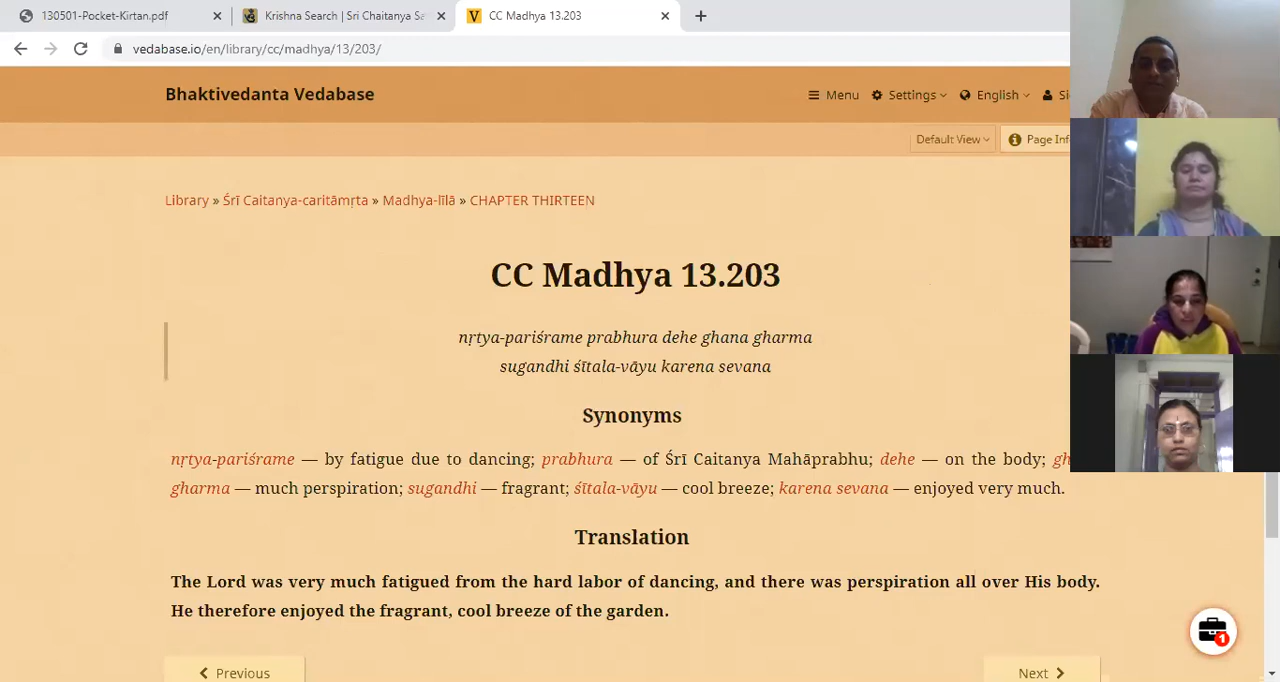 130501-Pocket-Kirtan.pdf
Krishna Search | Sri Chaitanya Sa
CC Madhya 13.203
vedabase.io/en/library/cc/madhya/13/203/
Bhaktivedanta Vedabase
Menu Settings English Si
Default View Page Inf
Library » Śrī Caitanya-caritāmṛta » Madhya-līlā » CHAPTER THIRTEEN
CC Madhya 13.203
nṛtya-pariśrame prabhura dehe ghana gharma
sugandhi śītala-vāyu karena sevana
Synonyms
nṛtya-pariśrame — by fatigue due to dancing; prabhura — of Śrī Caitanya Mahāprabhu; dehe — on the body; gh
gharma — much perspiration; sugandhi — fragrant; śītala-vāyu — cool breeze; karena sevana — enjoyed very much.
Translation
The Lord was very much fatigued from the hard labor of dancing, and there was perspiration all over His body.
He therefore enjoyed the fragrant, cool breeze of the garden.
1
Previous Next